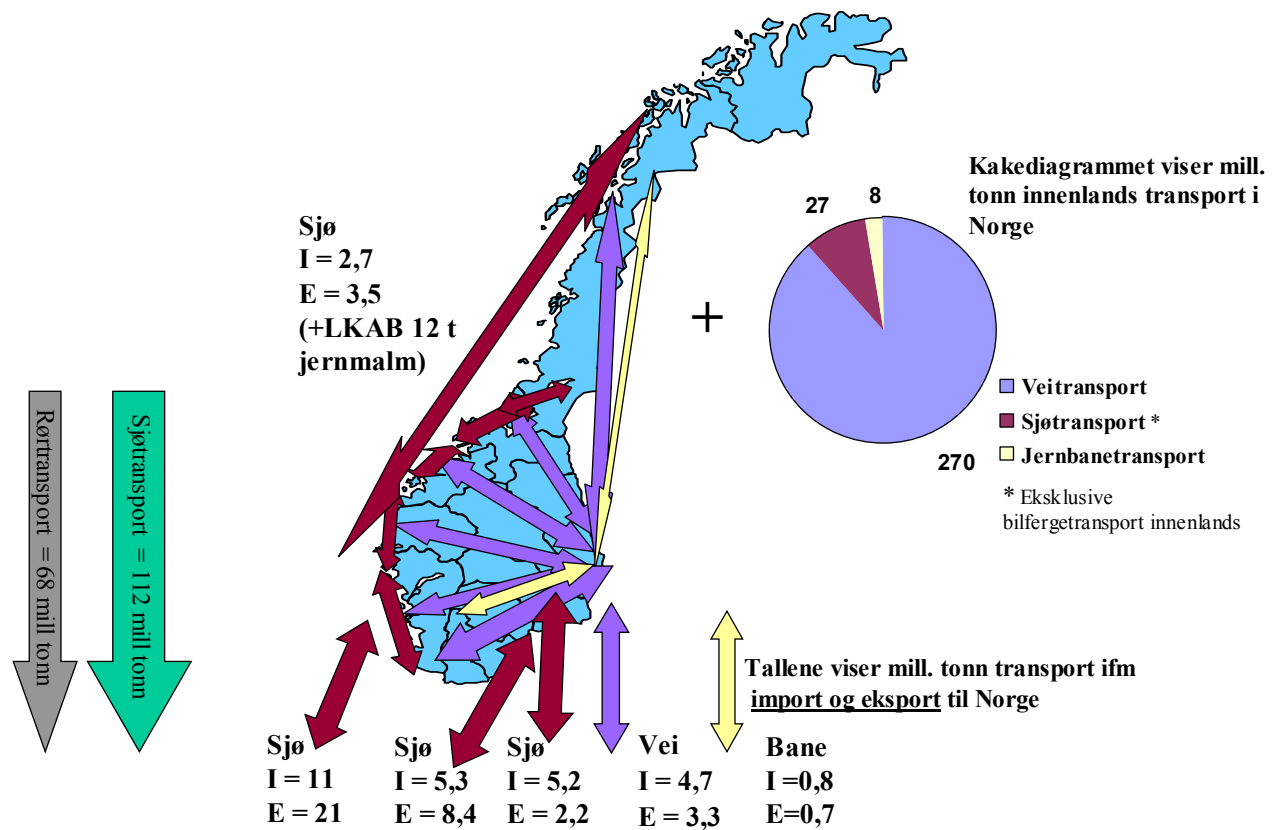 Kakediagrammet viser mill.
tonn innenlands transport i
Norge
27
8
270
Veitransport
Sjøtransport *
Jernbanetransport
* Eksklusive
bilfergetransport innenlands
+
Sjø
I = 2,7
E = 3,5
(+LKAB 12 t
jernmalm)
Rørtransport = 68 mill tonn
Sjøtransport = 112 mill tonn
Tallene viser mill. tonn transport ifm
import og eksport til Norge
Sjø
I = 11
E = 21
Sjø
I = 5,3
E = 8,4
Sjø
I = 5,2
E = 2,2
Vei
I = 4,7
E = 3,3
Bane
I =0,8
E=0,7